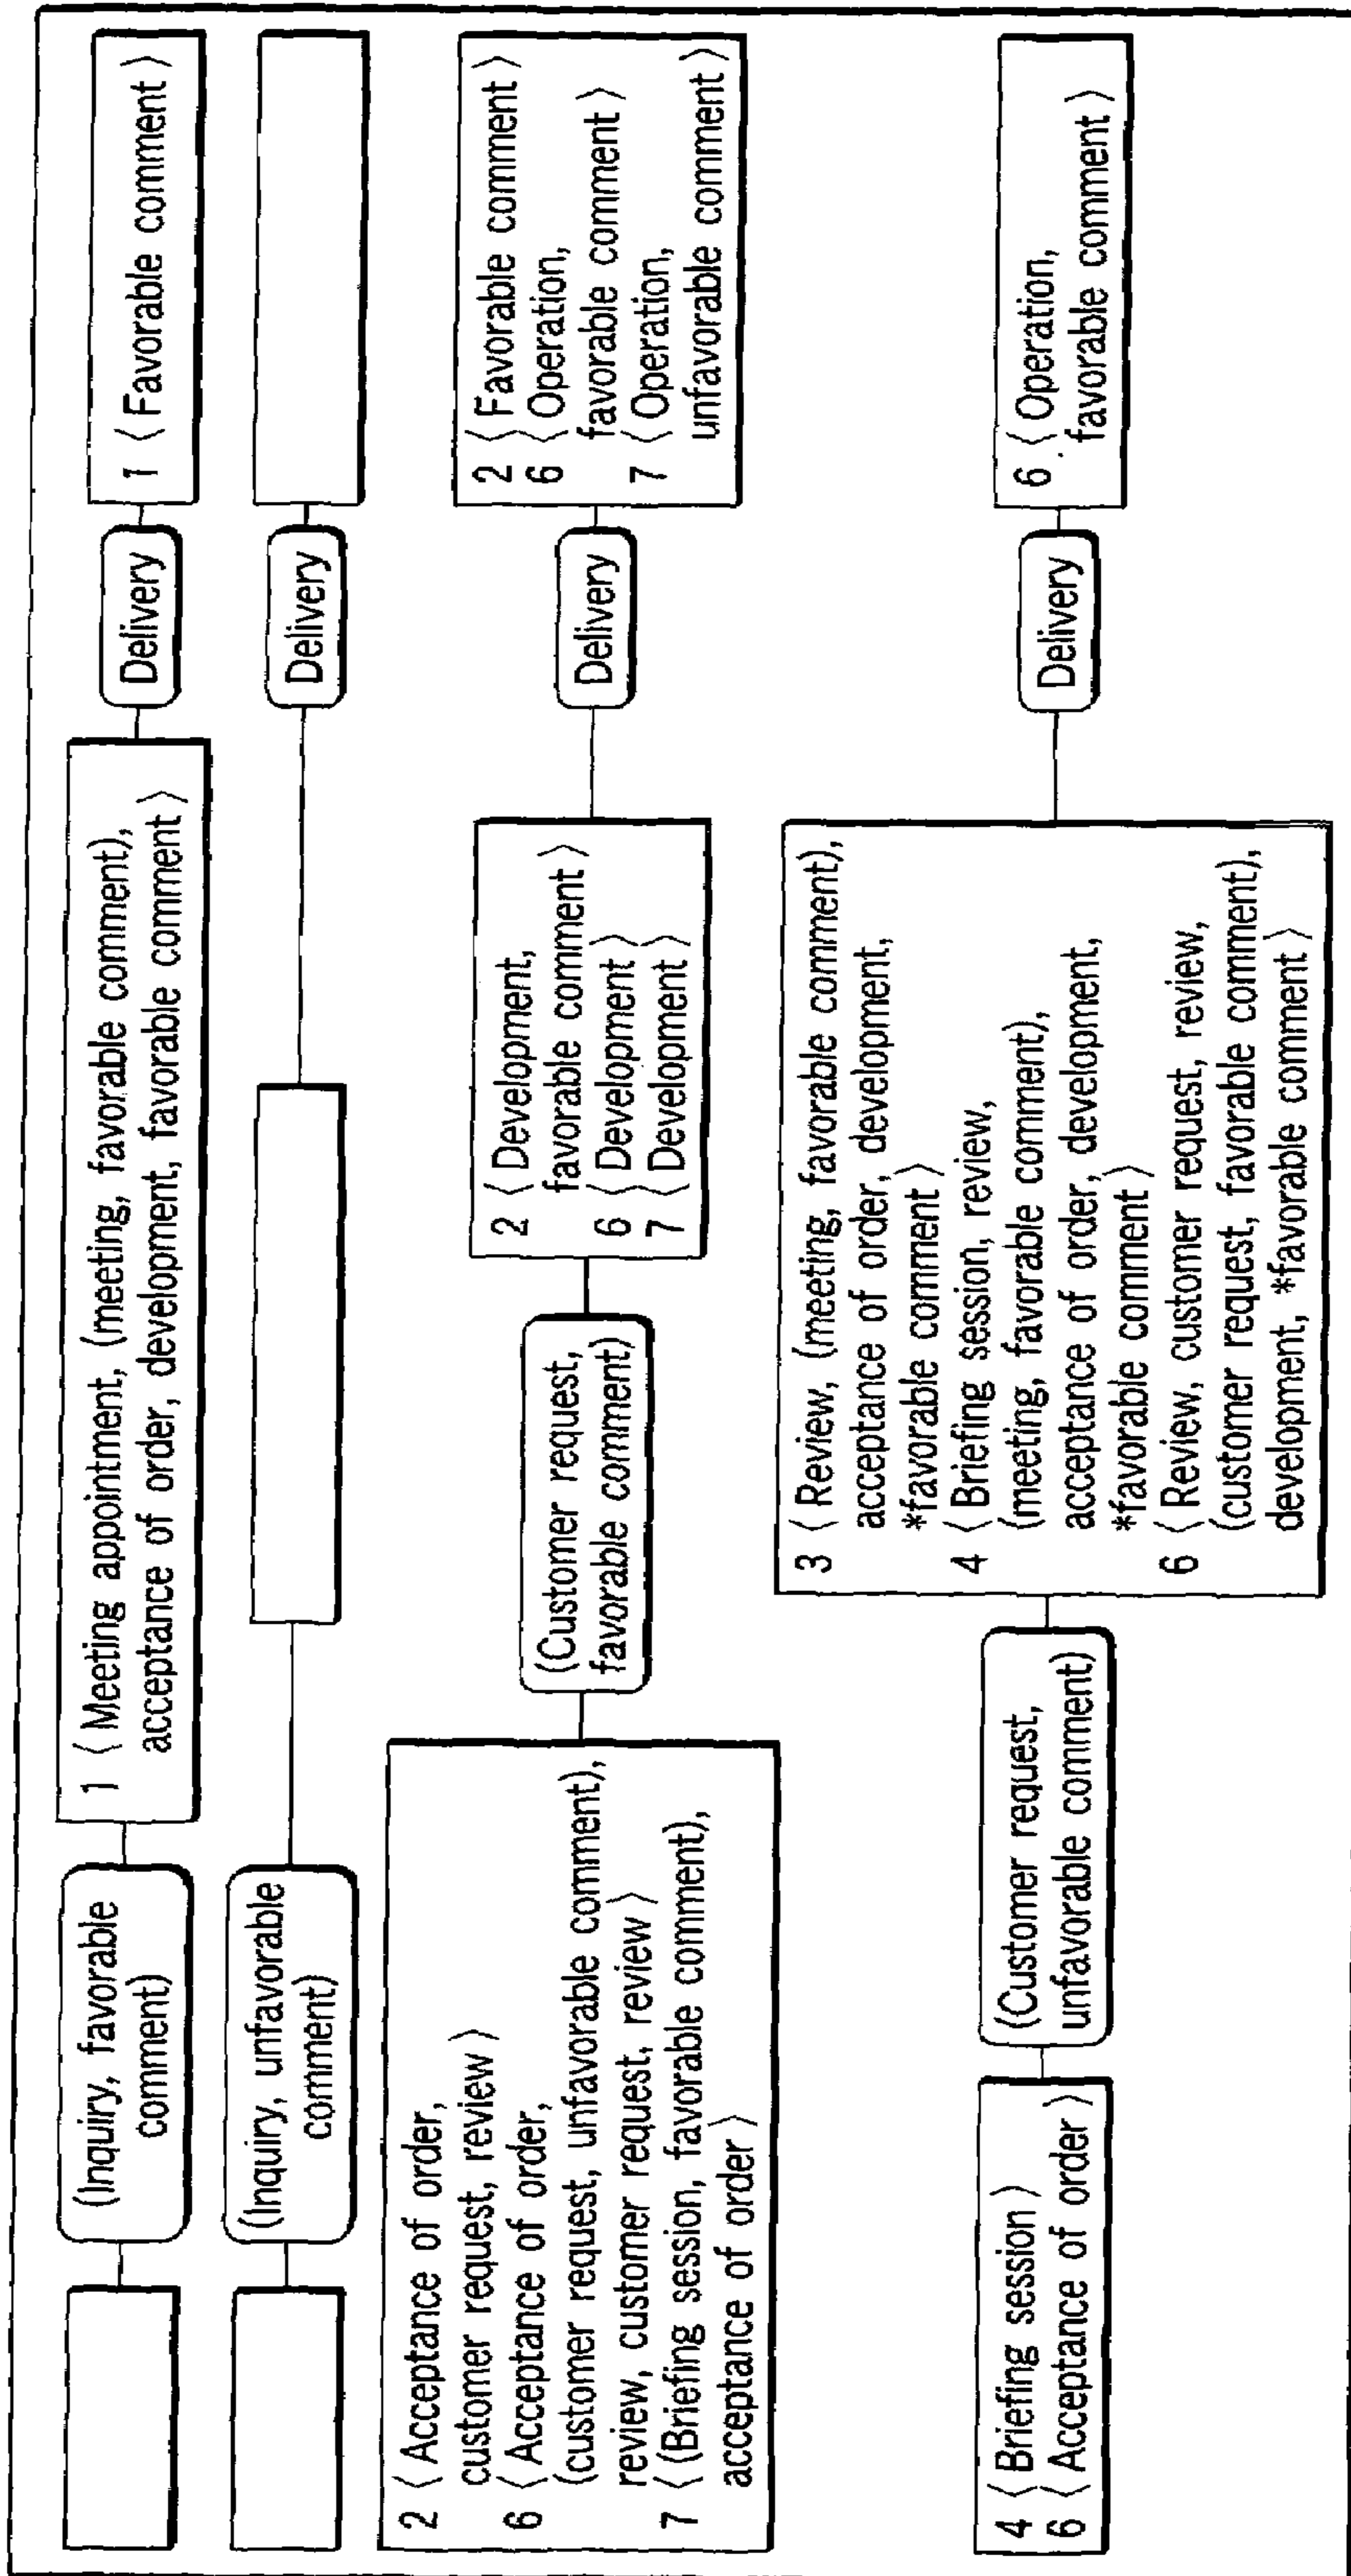 (Inquiry, favorable
comment)
1 〈 Meeting appointment, (meeting, favorable comment),
acceptance of order, development, favorable comment 〉
Delivery
1 〈 Favorable comment 〉
(Inquiry, unfavorable
comment)
Delivery
2 〈 Acceptance of order,
customer request, review 〉
6 〈 Acceptance of order,
(customer request, unfavorable comment),
review, customer request, review 〉
7 〈 (Briefing session, favorable comment),
acceptance of order 〉
(Customer request,
favorable comment)
2 〈 Development,
favorable comment 〉
6 〈 Development 〉
7 〈 Development 〉
Delivery
2 〈 Favorable comment 〉
6 〈 Operation,
favorable comment 〉
7 〈 Operation,
unfavorable comment 〉
4 〈 Briefing session 〉
6 〈 Acceptance of order 〉
(Customer request,
unfavorable comment)
3 〈 Review, (meeting, favorable comment),
acceptance of order, development,
*favorable comment 〉
4 〈 Briefing session, review,
(meeting, favorable comment),
acceptance of order, development,
*favorable comment 〉
6 〈 Review, customer request, review,
(customer request, favorable comment),
development, *favorable comment 〉
Delivery
6 〈 Operation,
favorable comment 〉